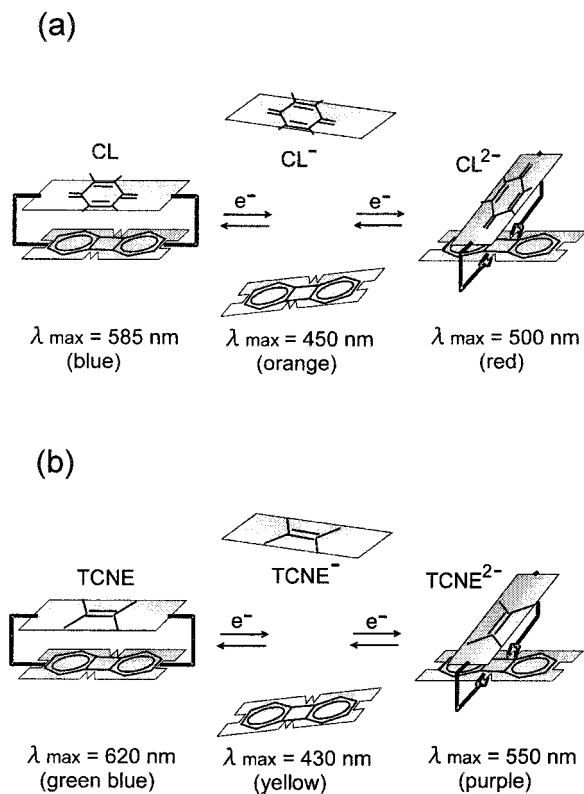 (a)
CL
CL⁻
CL²⁻
e⁻
e⁻
λ max = 585 nm
(blue)
λ max = 450 nm
(orange)
λ max = 500 nm
(red)
(b)
TCNE
TCNE⁻
TCNE²⁻
e⁻
e⁻
λ max = 620 nm
(green blue)
λ max = 430 nm
(yellow)
λ max = 550 nm
(purple)